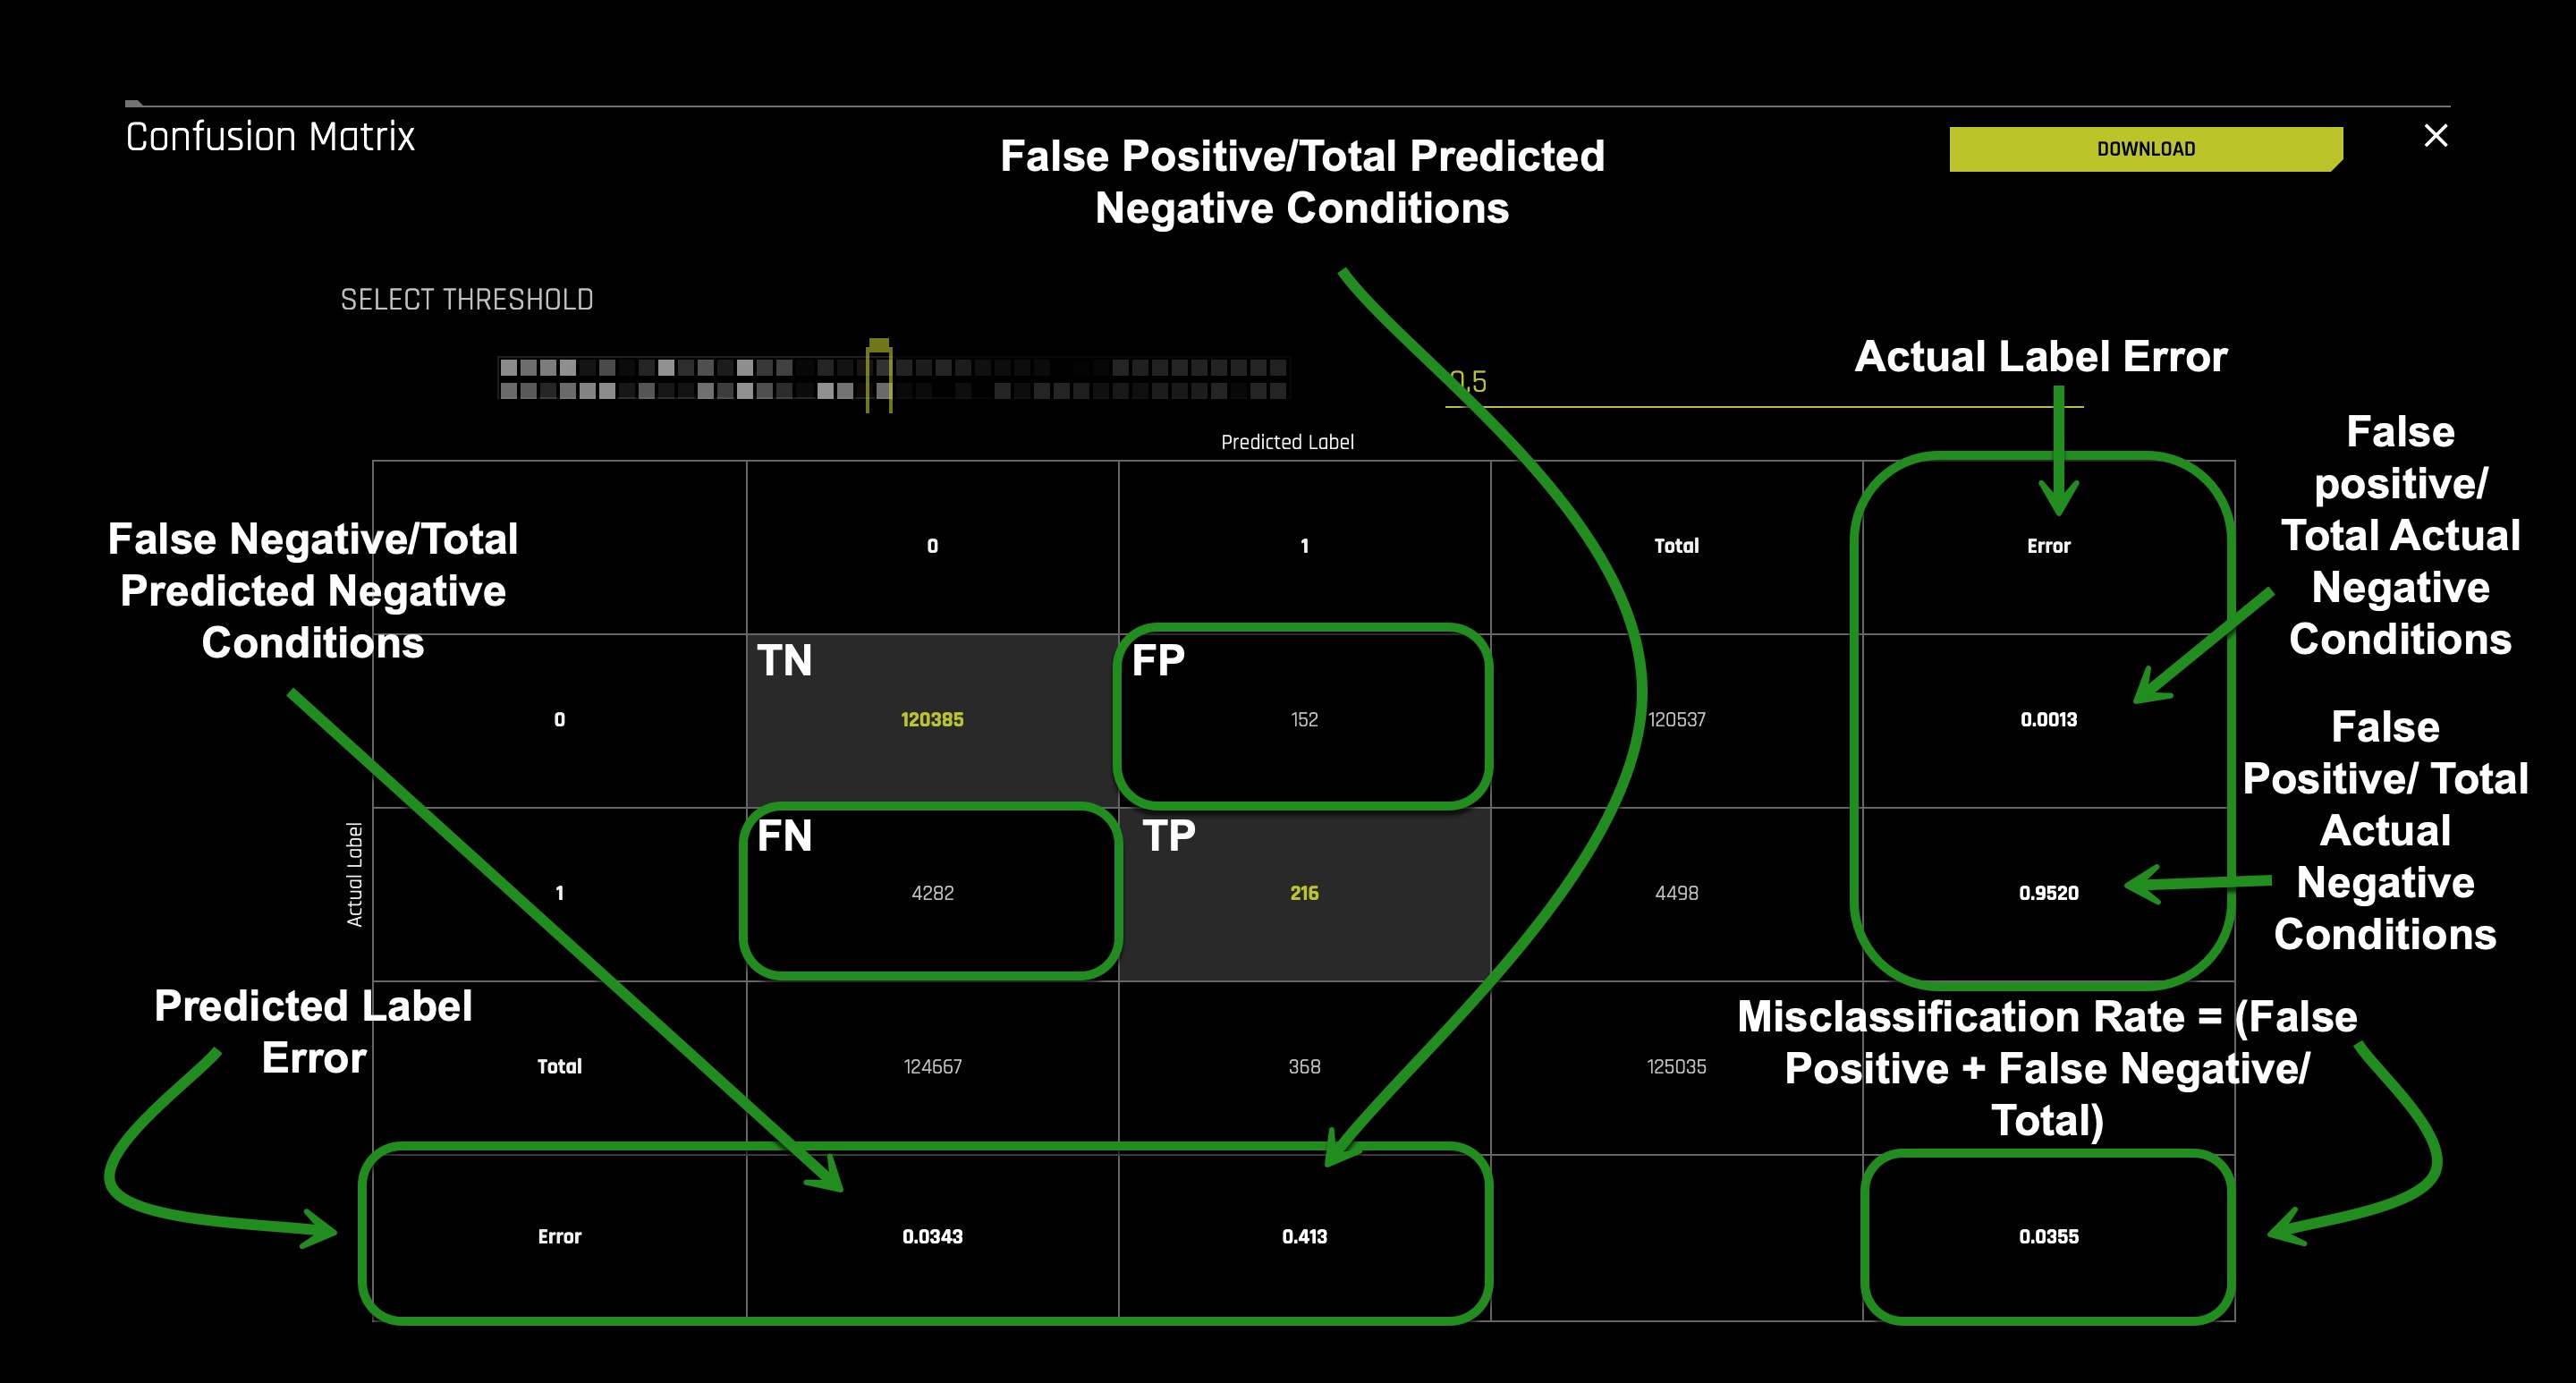 Confusion Matrix
False Positive/Total Predicted
Negative Conditions
DOWNLOAD
SELECT THRESHOLD
0.5
Actual Label Error
Predicted Label
False
positive/
Total Actual
Negative
Conditions
False Negative/Total
Predicted Negative
Conditions
0
1
Total
Error
TN
FP
0
120385
152
120537
0.0013
False
Positive/ Total
Actual
Negative
Conditions
Actual Label
FN
TP
1
4282
216
4498
0.9520
Predicted Label
Error
Misclassification Rate = (False
Positive + False Negative/
Total)
Total
124667
368
125035
Error
0.0343
0.413
0.0355